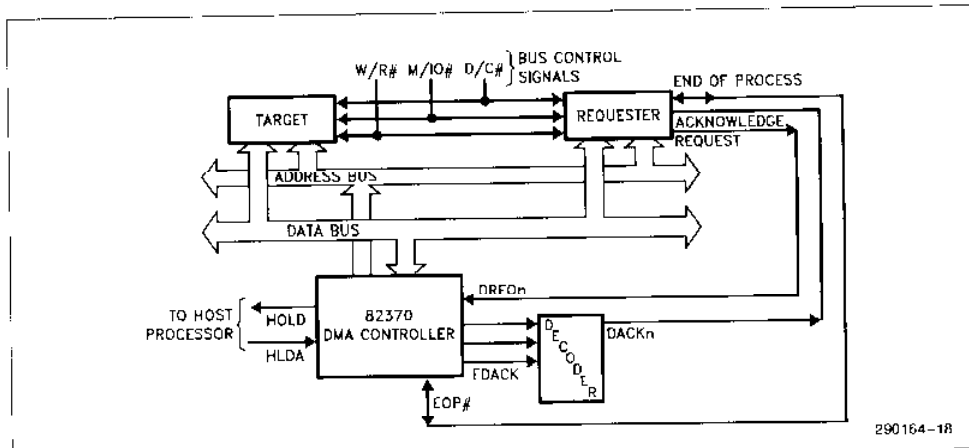 BUS CONTROL
SIGNALS
W/R# M/IO# D/C#
END OF PROCESS
TARGET
REQUESTER
ACKNOWLEDGE
REQUEST
ADDRESS BUS
DATA BUS
DREQn
TO HOST
PROCESSOR
HOLD
HLDA
82370
DMA CONTROLLER
DECODER
DACKn
EDACK
EOP#
290164-18